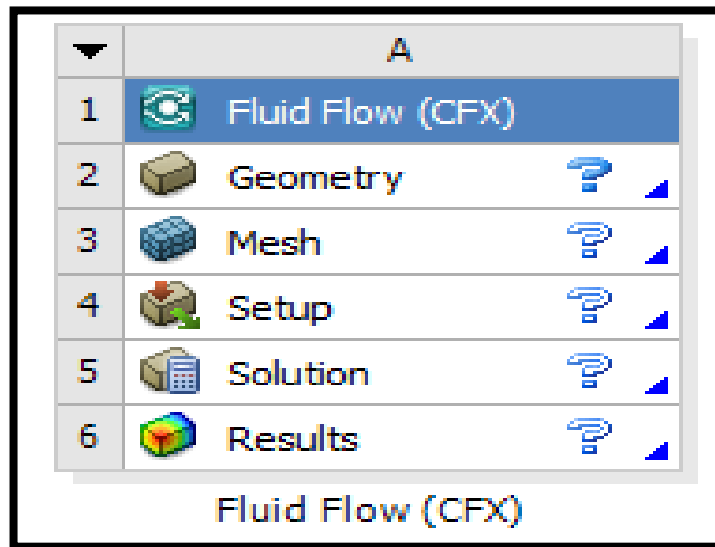 A
1 Fluid Flow (CFX)
2 Geometry ?
3 Mesh ?
4 Setup ?
5 Solution ?
6 Results ?
Fluid Flow (CFX)